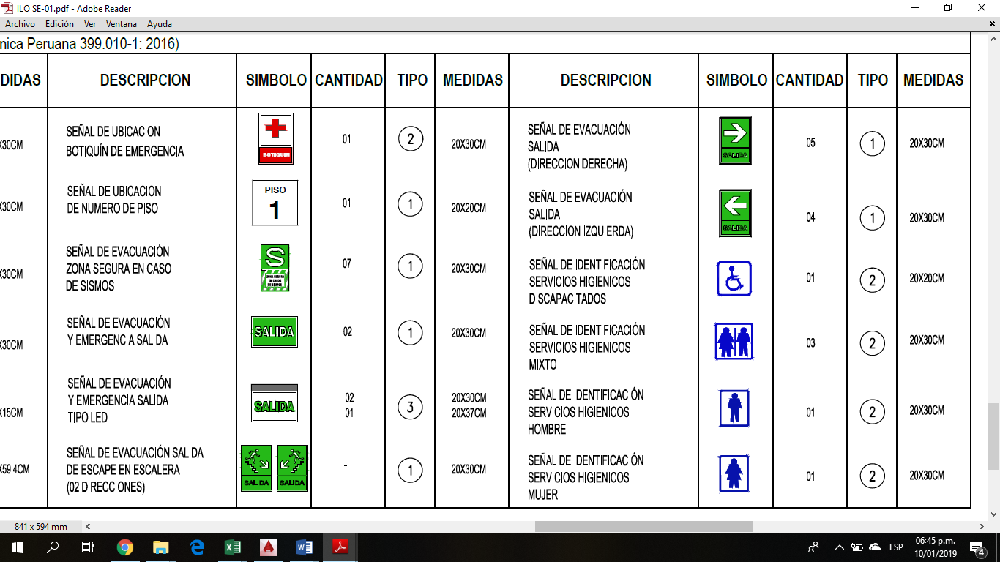 ILO SE-01.pdf - Adobe Reader
Archivo Edición Ver Ventana Ayuda
nica Peruana 399.010-1: 2016)
DIDAS DESCRIPCION SIMBOLO CANTIDAD TIPO MEDIDAS DESCRIPCION SIMBOLO CANTIDAD TIPO MEDIDAS
X30CM
SEÑAL DE UBICACION
BOTIQUÍN DE EMERGENCIA
BOTIQUIN
01 2 20X30CM
SEÑAL DE EVACUACIÓN
SALIDA
(DIRECCION DERECHA)
SALIDA
05 1 20X30CM
X30CM
SEÑAL DE UBICACION
DE NUMERO DE PISO
PISO
1
01 1 20X20CM
SEÑAL DE EVACUACIÓN
SALIDA
(DIRECCION IZQUIERDA)
SALIDA
04 1 20X30CM
X30CM
SEÑAL DE EVACUACIÓN
ZONA SEGURA EN CASO
DE SISMOS
S
ZONA SEGURA
EN CASOS
DE SISMOS
07 1 20X30CM
SEÑAL DE IDENTIFICACIÓN
SERVICIOS HIGIENICOS
DISCAPACITADOS
01 2 20X20CM
X30CM
SEÑAL DE EVACUACIÓN
Y EMERGENCIA SALIDA
SALIDA
02 1 20X30CM
SEÑAL DE IDENTIFICACIÓN
SERVICIOS HIGIENICOS
MIXTO
03 2 20X30CM
X15CM
SEÑAL DE EVACUACIÓN
Y EMERGENCIA SALIDA
TIPO LED
SALIDA
02
01
3
20X30CM
20X37CM
SEÑAL DE IDENTIFICACIÓN
SERVICIOS HIGIENICOS
HOMBRE
01 2 20X30CM
X59.4CM
SEÑAL DE EVACUACIÓN SALIDA
DE ESCAPE EN ESCALERA
(02 DIRECCIONES)
SALIDA SALIDA
- 1 20X30CM
SEÑAL DE IDENTIFICACIÓN
SERVICIOS HIGIENICOS
MUJER
01 2 20X30CM
841 x 594 mm
ESP
06:45 p.m.
10/01/2019
4